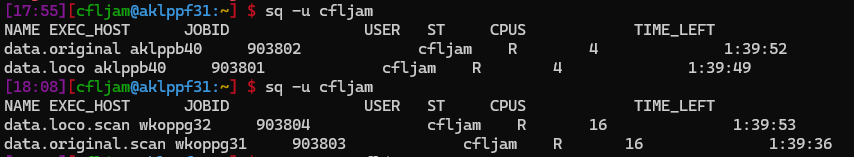 [17:55][cfljam@aklppf31:~] $ sq -u cfljam
NAME EXEC_HOST JOBID USER ST CPUS TIME_LEFT
data.original aklppb40 903802 cfljam R 4 1:39:52
data.loco aklppb40 903801 cfljam R 4 1:39:49
[18:08][cfljam@aklppf31:~] $ sq -u cfljam
NAME EXEC_HOST JOBID USER ST CPUS TIME_LEFT
data.loco.scan wkoppg32 903804 cfljam R 16 1:39:53
data.original.scan wkoppg31 903803 cfljam R 16 1:39:36